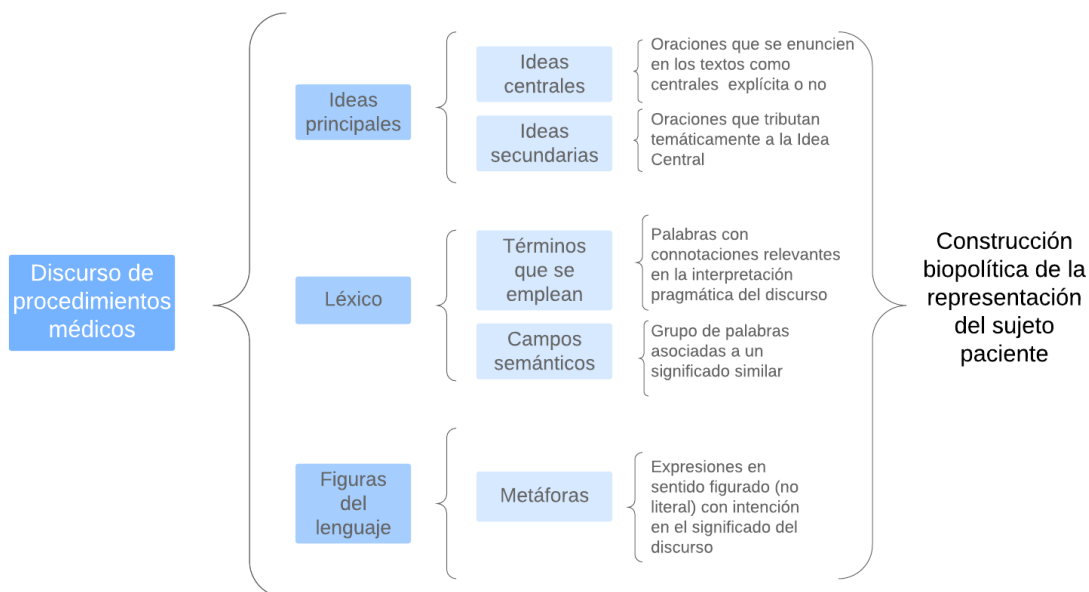 Discurso de
procedimientos
médicos
Ideas
principales
Ideas
centrales
Oraciones que se enuncien
en los textos como
centrales explícita o no
Ideas
secundarias
Oraciones que tributan
temáticamente a la Idea
Central
Léxico
Términos
que se
emplean
Palabras con
connotaciones relevantes
en la interpretación
pragmática del discurso
Campos
semánticos
Grupo de palabras
asociadas a un
significado similar
Figuras
del
lenguaje
Metáforas
Expresiones en
sentido figurado (no
literal) con intención
en el significado del
discurso
Construcción
biopolítica de la
representación
del sujeto
paciente